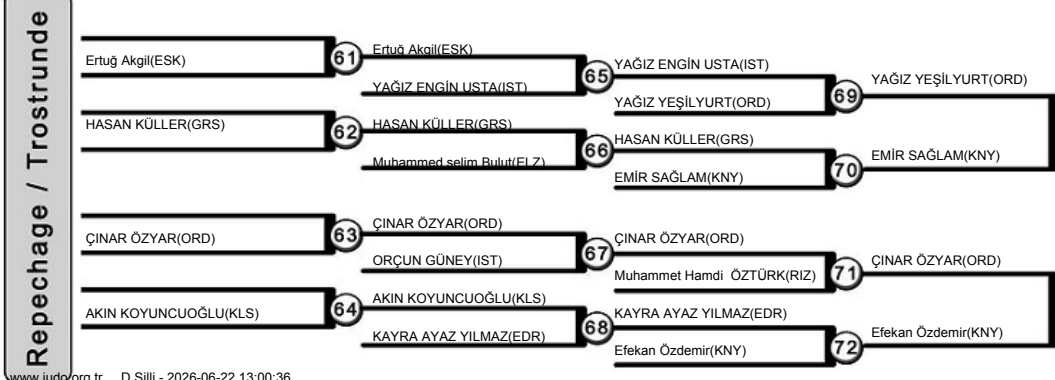 Repechage / Trostrunde
Ertuğ Akgil(ESK)
61
Ertuğ Akgil(ESK)
YAĞIZ ENGİN USTA(IST)
65
YAĞIZ ENGİN USTA(IST)
YAĞIZ YEŞİLYURT(ORD)
69
YAĞIZ YEŞİLYURT(ORD)
HASAN KÜLLER(GRS)
62
HASAN KÜLLER(GRS)
Muhammed selim Bulut(ELZ)
66
HASAN KÜLLER(GRS)
EMİR SAĞLAM(KNY)
70
EMİR SAĞLAM(KNY)
ÇINAR ÖZYAR(ORD)
63
ÇINAR ÖZYAR(ORD)
ORÇUN GÜNEY(IST)
67
ÇINAR ÖZYAR(ORD)
Muhammet Hamdi ÖZTÜRK(RIZ)
71
ÇINAR ÖZYAR(ORD)
AKIN KOYUNCUOĞLU(KLS)
64
AKIN KOYUNCUOĞLU(KLS)
KAYRA AYAZ YILMAZ(EDR)
68
KAYRA AYAZ YILMAZ(EDR)
Efekan Özdemir(KNY)
72
Efekan Özdemir(KNY)
www.judo.org.tr D.Silli - 2026-06-22 13:00:36